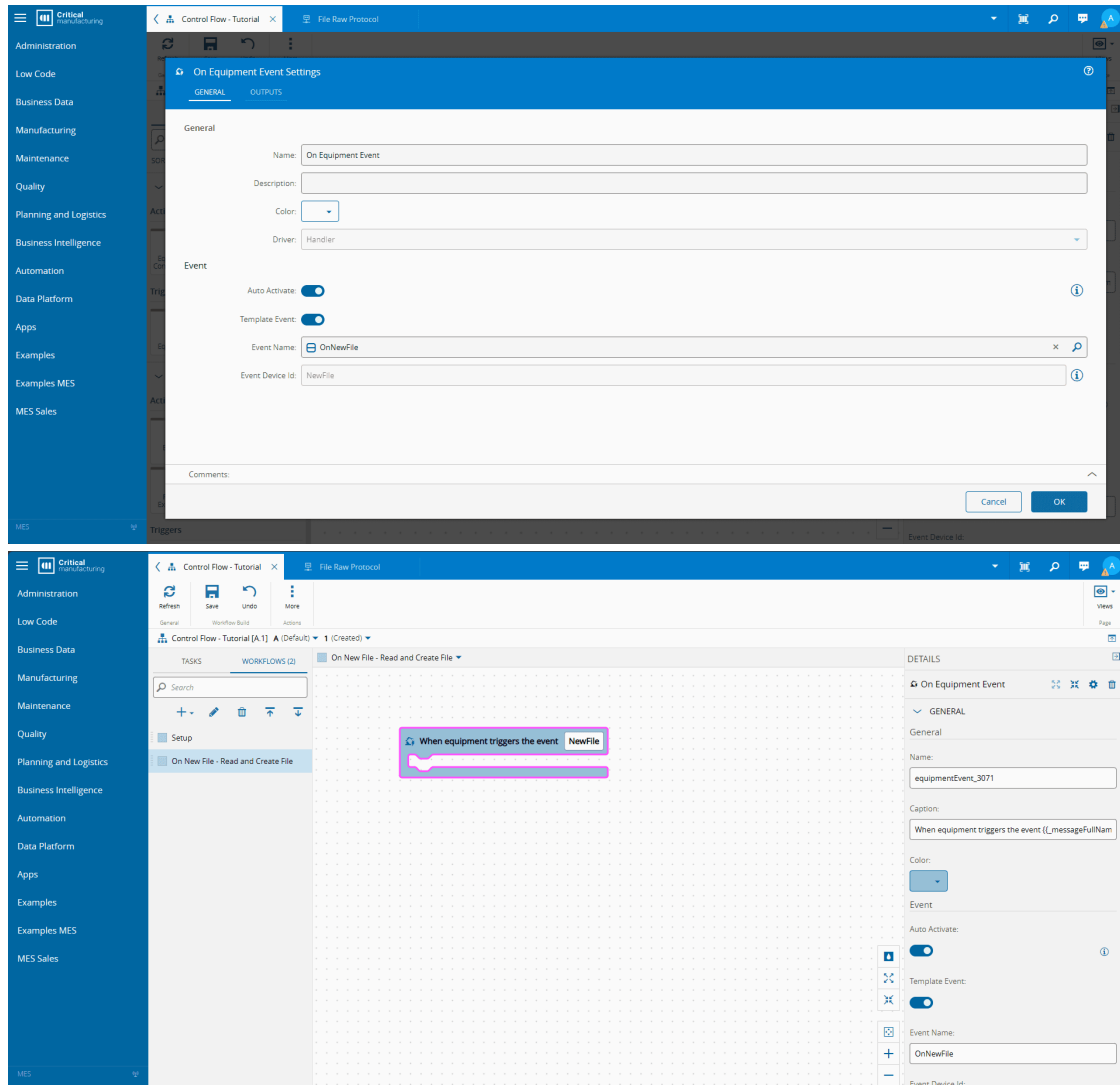 Critical
manufacturing
Control Flow - Tutorial
File Raw Protocol
A
Administration
Low Code
Business Data
Manufacturing
Maintenance
Quality
Planning and Logistics
Business Intelligence
Automation
Data Platform
Apps
Examples
Examples MES
MES Sales
MES
On Equipment Event Settings
GENERAL
OUTPUTS
General
Name:
On Equipment Event
Description:
Color:
Driver:
Handler
Event
Auto Activate:
Template Event:
Event Name:
OnNewFile
Event Device Id:
NewFile
Comments:
Cancel
OK
Triggers
Event Device Id:
Critical
manufacturing
Control Flow - Tutorial
File Raw Protocol
A
Administration
Low Code
Business Data
Manufacturing
Maintenance
Quality
Planning and Logistics
Business Intelligence
Automation
Data Platform
Apps
Examples
Examples MES
MES Sales
MES
Refresh
Save
Undo
More
Views
General
Workflow Build
Actions
Page
Control Flow - Tutorial [A.1] A (Default) 1 (Created)
TASKS
WORKFLOWS (2)
Search
Setup
On New File - Read and Create File
On New File - Read and Create File
When equipment triggers the event NewFile
DETAILS
On Equipment Event
GENERAL
General
Name:
equipmentEvent_3071
Caption:
When equipment triggers the event {{_messageFullNam
Color:
Event
Auto Activate:
Template Event:
Event Name:
OnNewFile
Event Device Id: